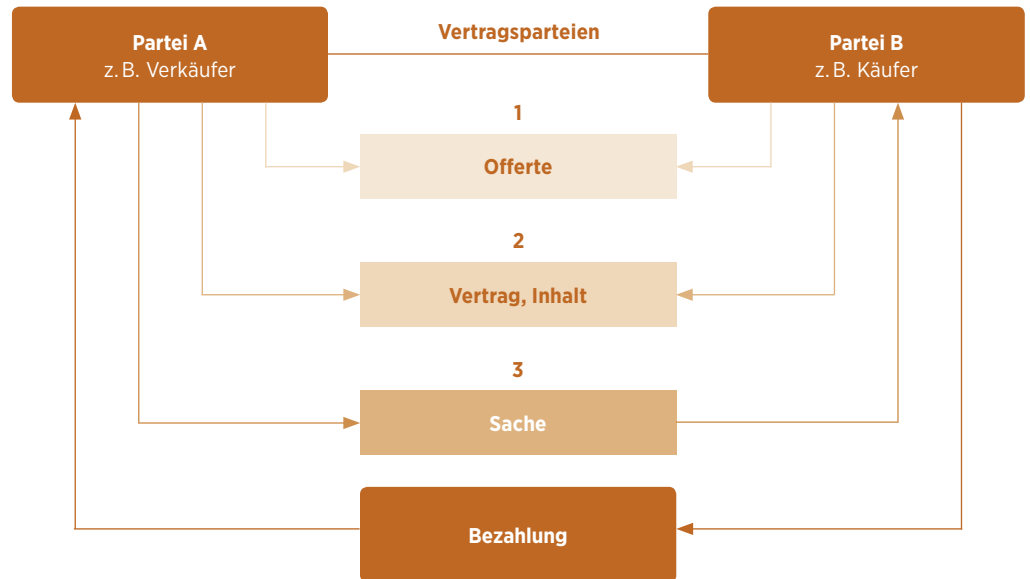 Partei A
z. B. Verkäufer
Vertragsparteien
Partei B
z. B. Käufer
1
Offerte
2
Vertrag, Inhalt
3
Sache
Bezahlung